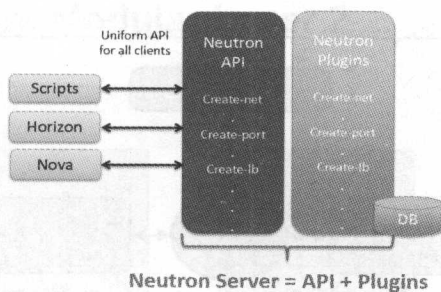 Uniform API
for all clients
Scripts
Horizon
Nova
Neutron
API
Create-net
Create-port
Create-lb
.
.
.
Neutron
Plugins
Create-net
Create-port
Create-lb
.
.
.
DB
Neutron Server = API + Plugins